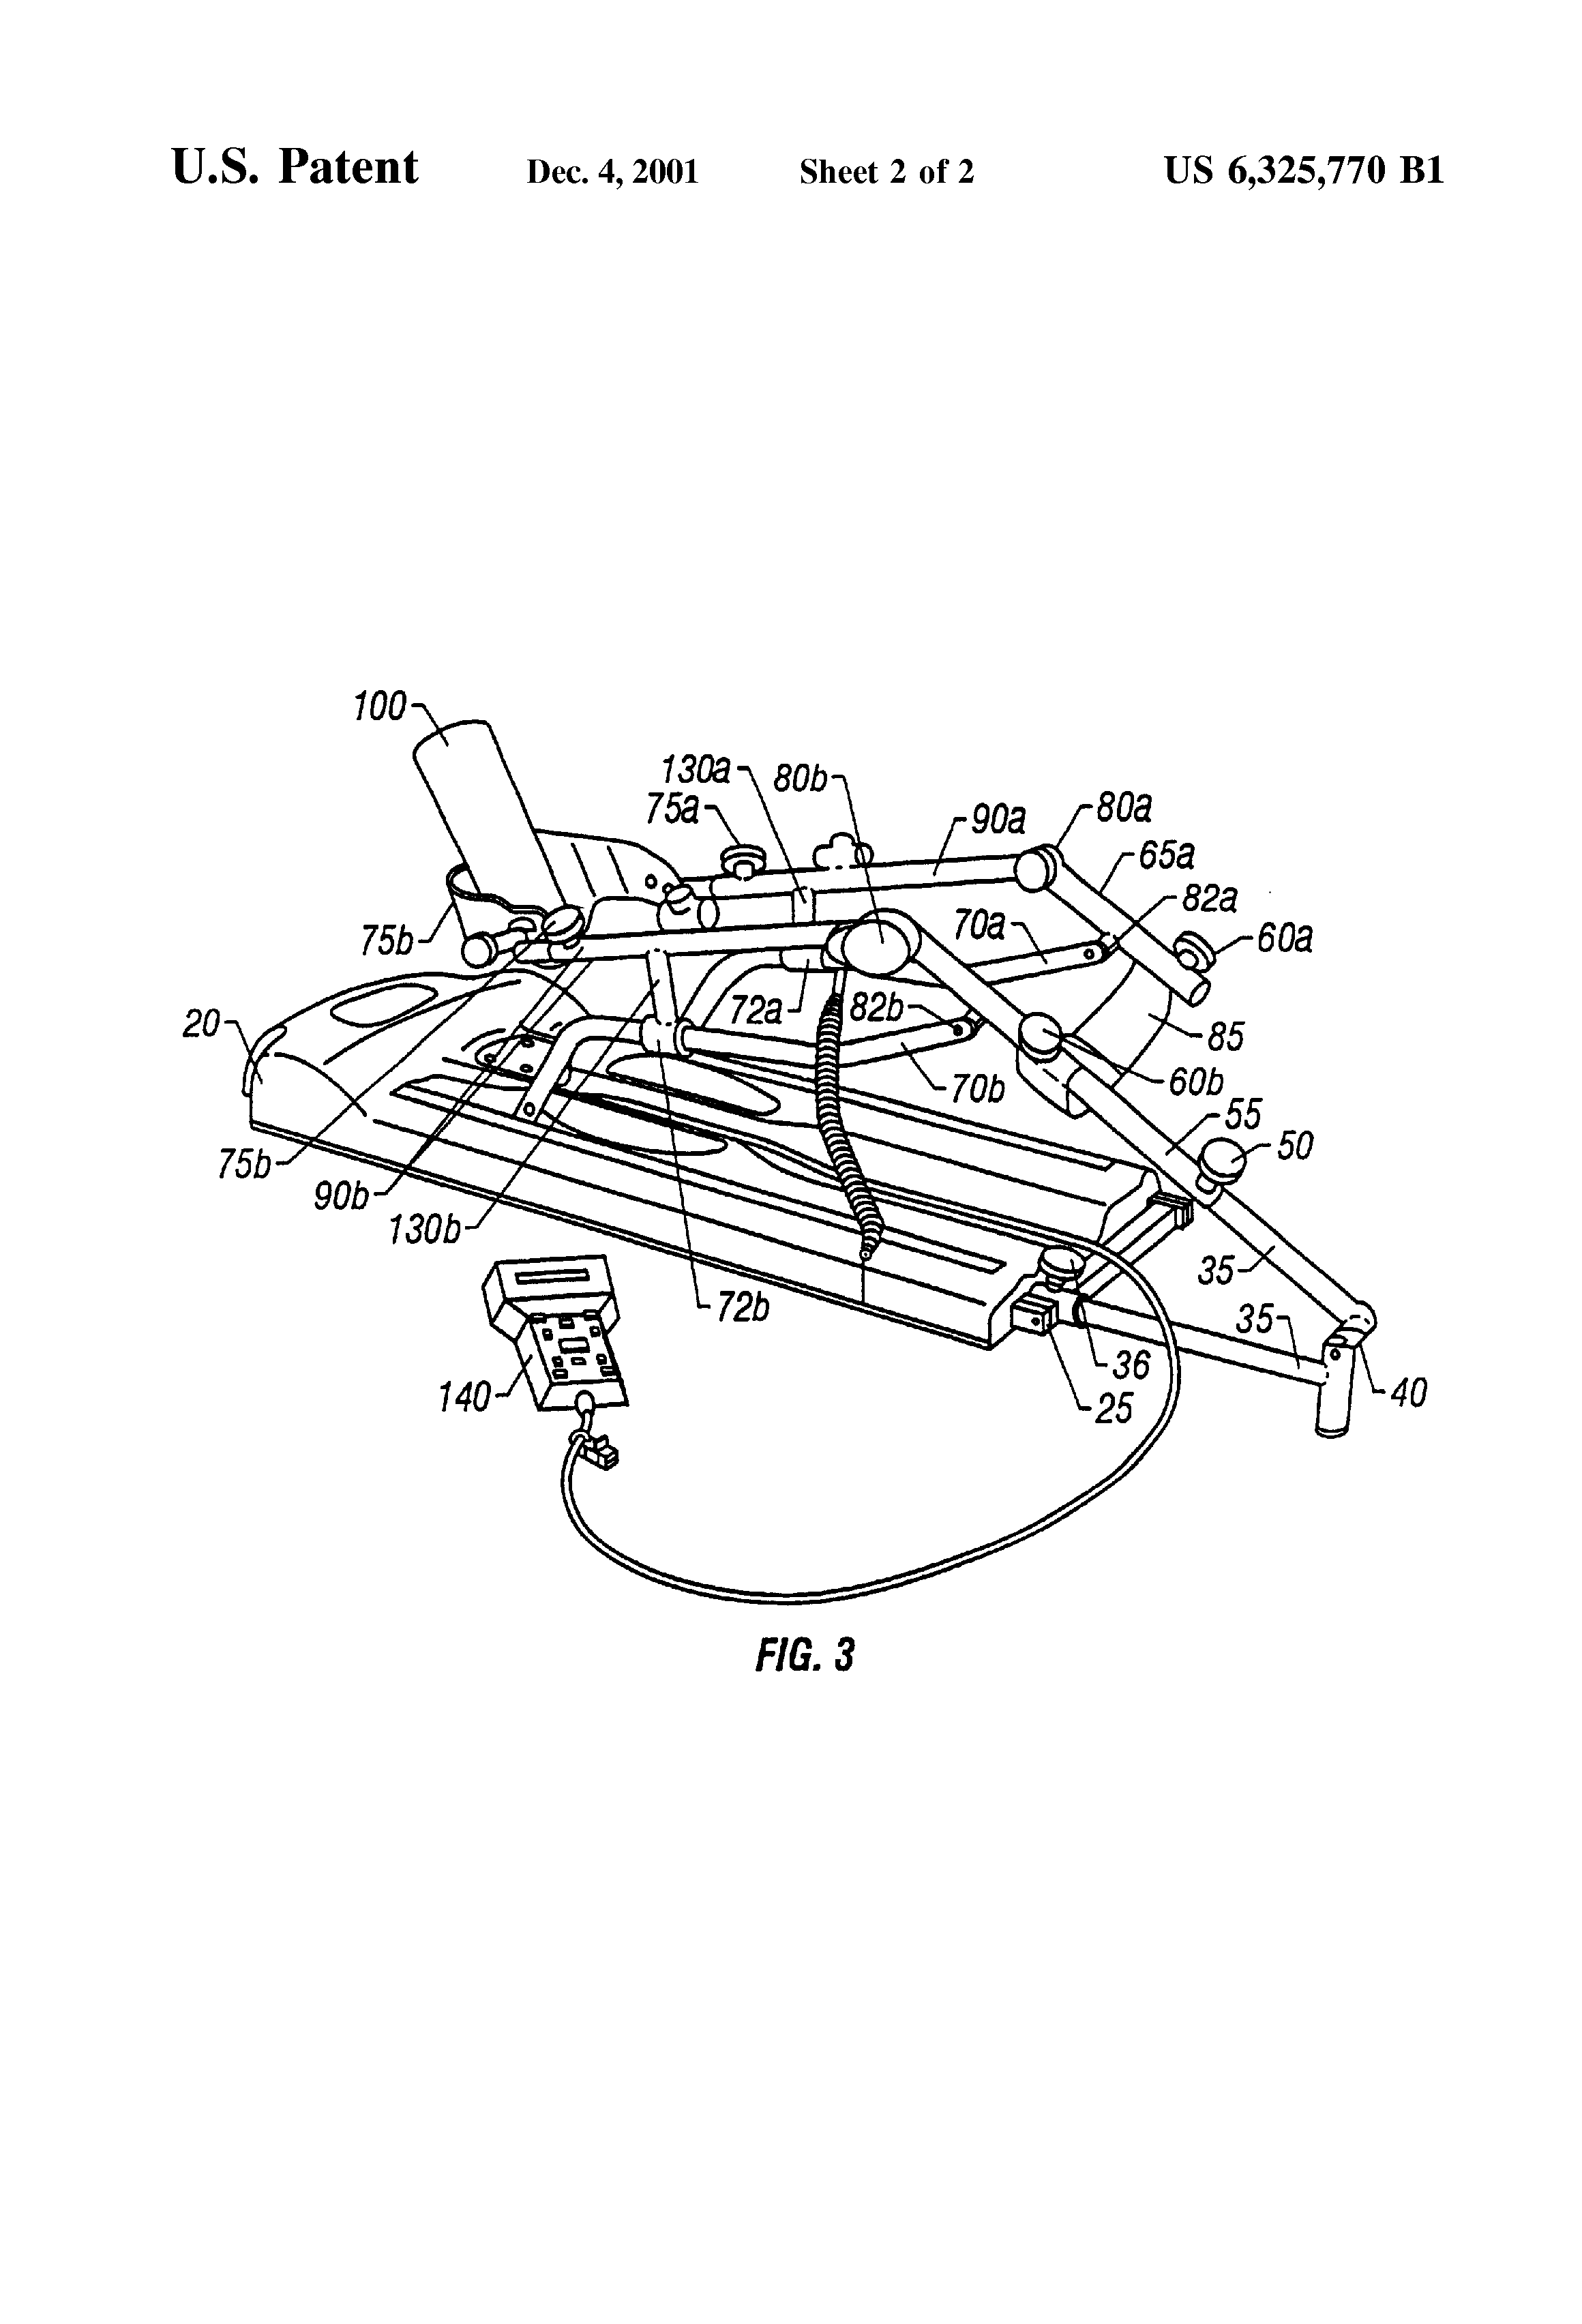 U.S. Patent Dec. 4, 2001 Sheet 2 of 2 US 6,325,770 B1
100
130a 80b
75a 90a 80a
65a
82a
75b 70a 60a
20 72a 82b 85
70b 60b
55
75b 50
90b
130b
35
72b 35
36
140 25 40
FIG. 3